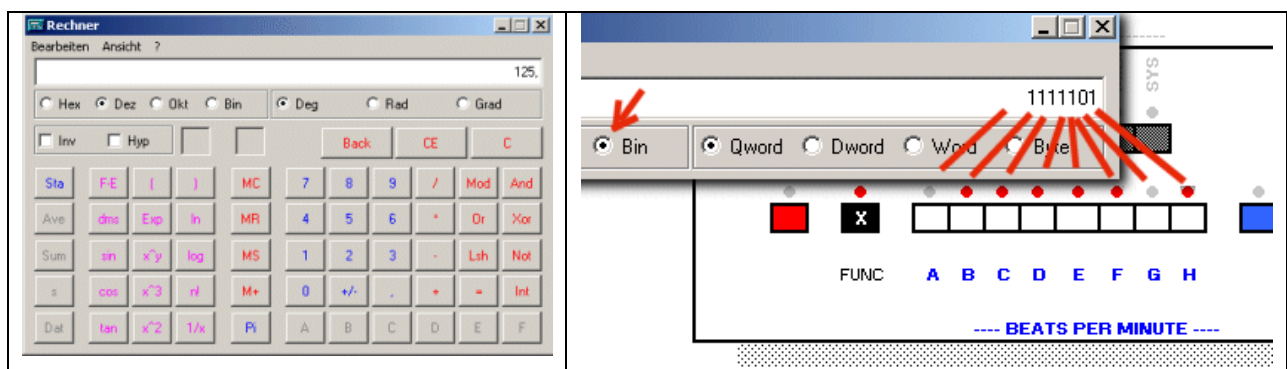 Rechner
Bearbeiten Ansicht ?
125,
Hex Dez Okt Bin Deg Rad Grad
Inv Hyp Back CE C
Sta F-E ( ) MC 7 8 9 / Mod And
Ave dms Exp ln MR 4 5 6 * Or Xor
Sum sin x^y log MS 1 2 3 - Lsh Not
s cos x^3 n! M+ 0 +/- , + = Int
Dat tan x^2 1/x Pi A B C D E F
1111101
Bin Qword Dword Word Byte
SYS
X
FUNC A B C D E F G H
---- BEATS PER MINUTE ----